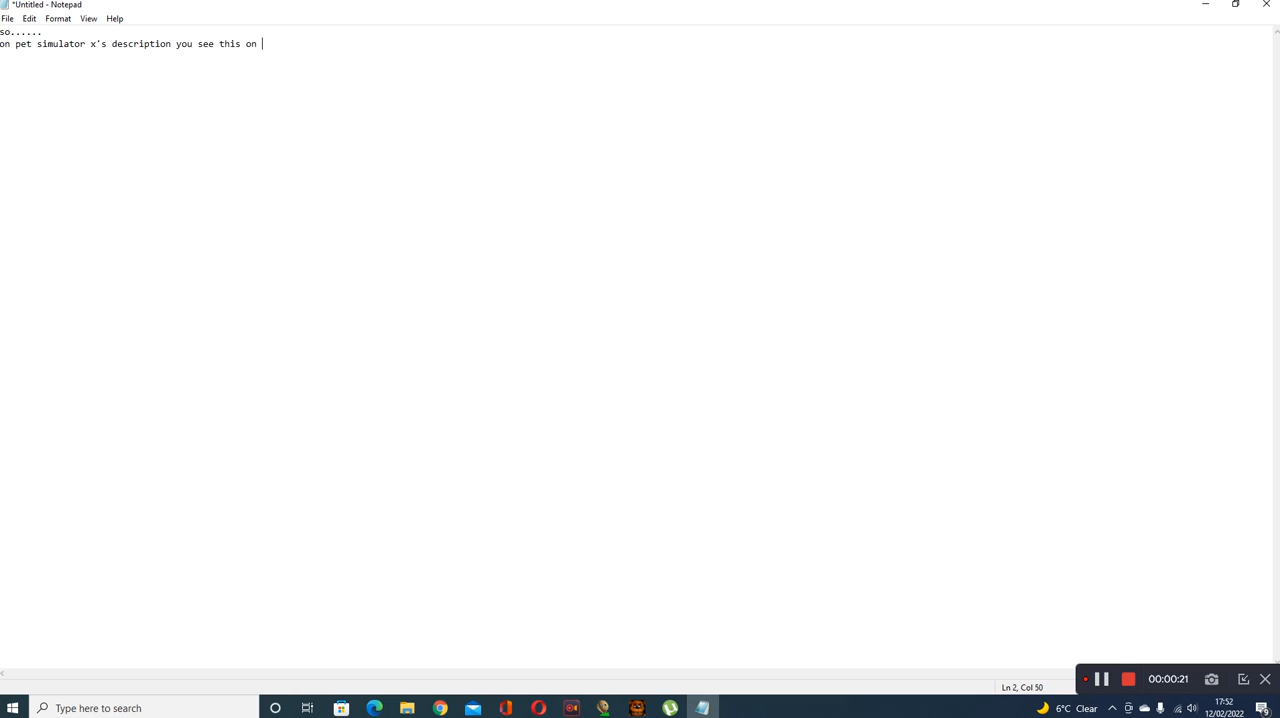 *Untitled - Notepad
File Edit Format View Help
so......
on pet simulator x's description you see this on
Ln 2, Col 50
00:00:21
Type here to search
6°C Clear
17:52
12/02/2022
9